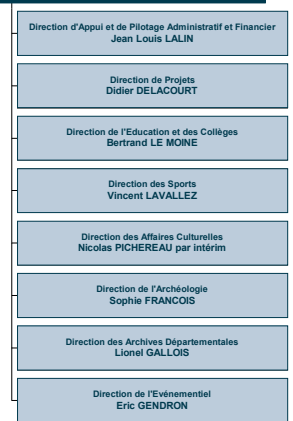 Direction d'Appui et de Pilotage Administratif et Financier
Jean Louis LALIN
Direction de Projets
Didier DELACOURT
Direction de l'Education et des Collèges
Bertrand LE MOINE
Direction des Sports
Vincent LAVALLEZ
Direction des Affaires Culturelles
Nicolas PICHEREAU par intérim
Direction de l'Archéologie
Sophie FRANCOIS
Direction des Archives Départementales
Lionel GALLOIS
Direction de l'Evénementiel
Eric GENDRON